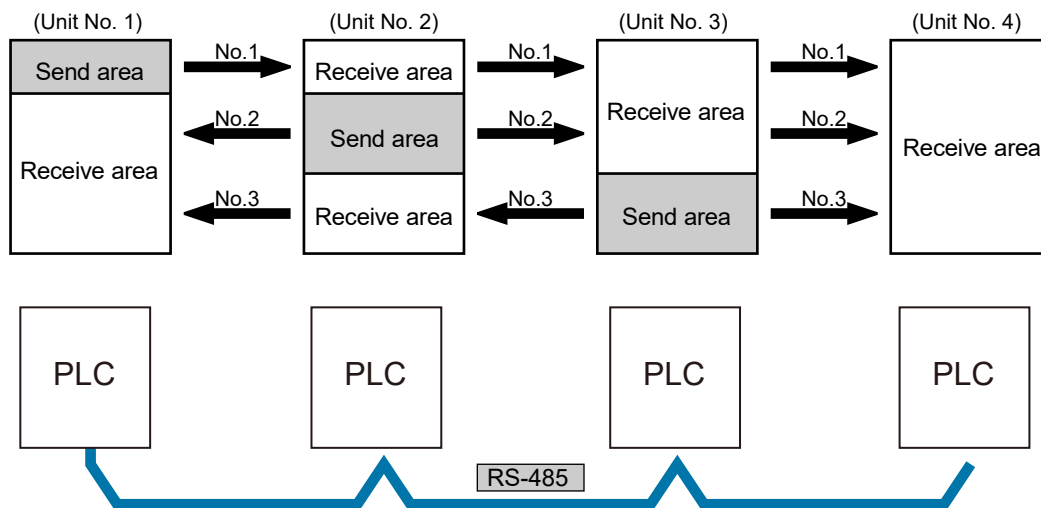 (Unit No. 1) (Unit No. 2) (Unit No. 3) (Unit No. 4)
No.1 No.1 No.1
Send area Receive area
Receive area
No.2 No.2 No.2
Send area
Receive area
Receive area
No.3 No.3 No.3
Receive area Send area
PLC PLC PLC PLC
RS-485